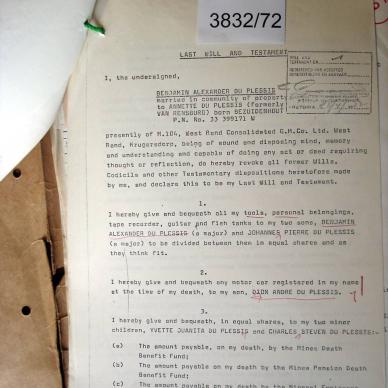 3832/72
LAST WILL AND TESTAMENT
I, the undersigned,
BENJAMIN ALEXANDER DU PLESSIS
married in community of property
to ANNETTE DU PLESSIS (formerly
VAN RENSBURG) born BEZUIDENHOUT
P.N. No. 33 399171 W
presently of M.104, West Rand Consolidated G.M.Co. Ltd. West
Rand, Krugersdorp, being of sound and disposing mind, memory
and understanding and capable of doing any act or deed requiring
thought or reflection, do hereby revoke all former Wills,
Codicils and other Testamentary dispositions heretofore made
by me, and declare this to be my Last Will and Testament.
1.
I hereby give and bequeath all my tools, personal belongings,
tape recorder, guitar and fish tanks to my two sons, BENJAMIN
ALEXANDER DU PLESSIS (a major) and JOHANNES PIERRE DU PLESSIS
(a major) to be divided between them in equal shares and as
they think fit.
2.
I hereby give and bequeath any motor car registered in my name
at the time of my death, to my son, DION ANDRE DU PLESSIS.
3.
I hereby give and bequeath, in equal shares, to my two minor
children, YVETTE JUANITA DU PLESSIS and CHARLES STEVEN DU PLESSIS:-
(a) The amount payable, on my death, by the Mines Death
Benefit Fund;
(b) The amount payable on my death by the Mines Pension Death
Benefit Fund;
(c) The amount payable on my death by the Mines